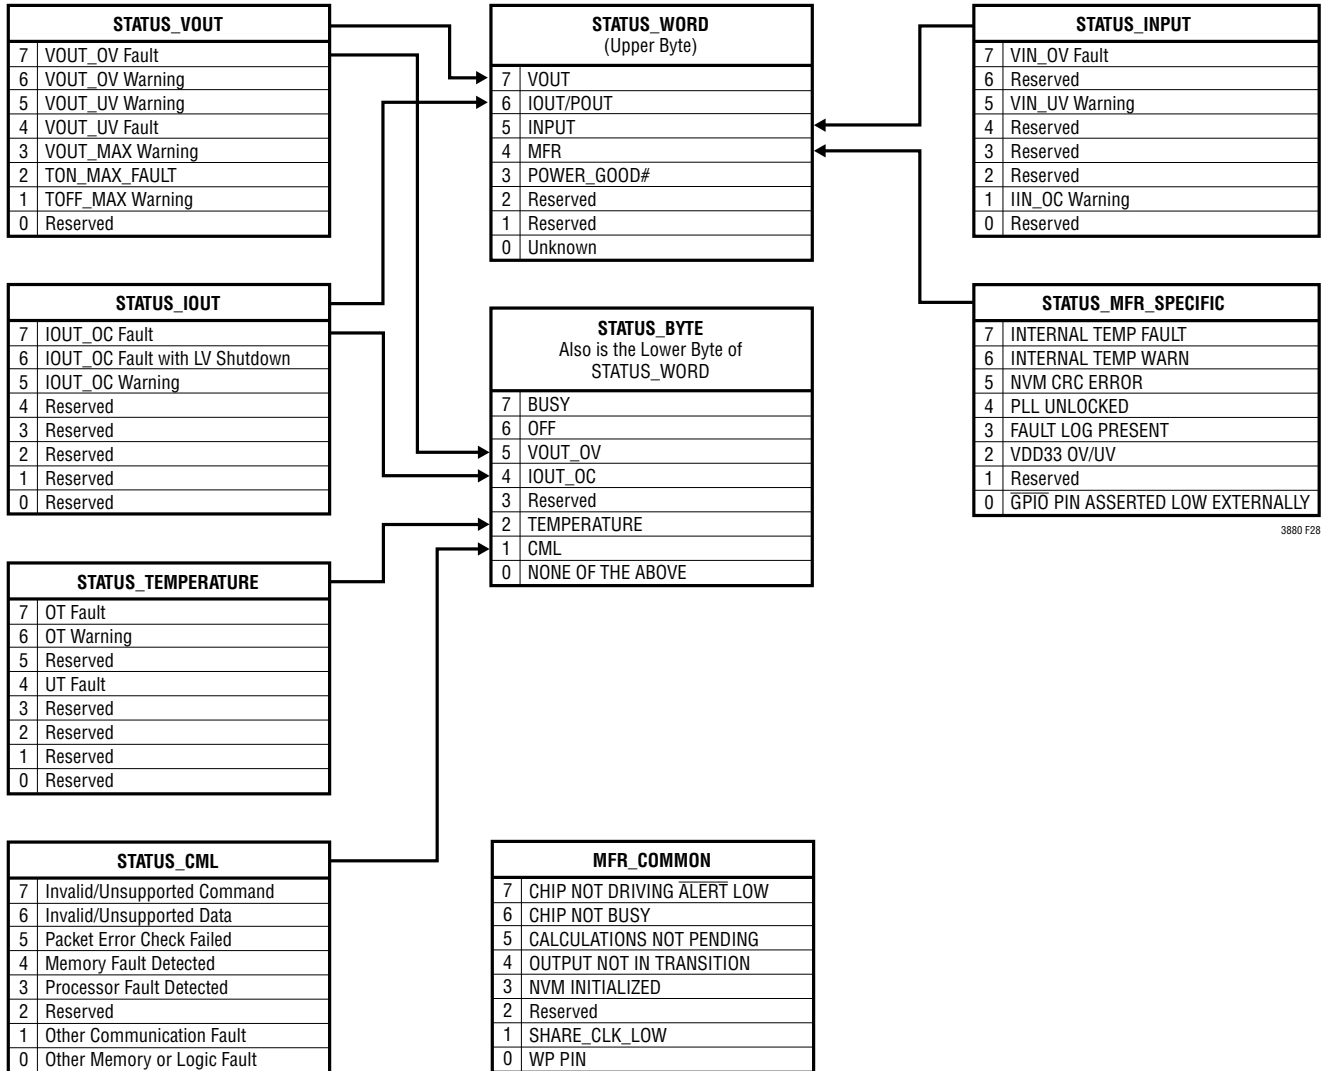 STATUS_VOUT
7 VOUT_OV Fault
6 VOUT_OV Warning
5 VOUT_UV Warning
4 VOUT_UV Fault
3 VOUT_MAX Warning
2 TON_MAX_FAULT
1 TOFF_MAX Warning
0 Reserved
STATUS_WORD
(Upper Byte)
7 VOUT
6 IOUT/POUT
5 INPUT
4 MFR
3 POWER_GOOD#
2 Reserved
1 Reserved
0 Unknown
STATUS_INPUT
7 VIN_OV Fault
6 Reserved
5 VIN_UV Warning
4 Reserved
3 Reserved
2 Reserved
1 IIN_OC Warning
0 Reserved
STATUS_IOUT
7 IOUT_OC Fault
6 IOUT_OC Fault with LV Shutdown
5 IOUT_OC Warning
4 Reserved
3 Reserved
2 Reserved
1 Reserved
0 Reserved
STATUS_BYTE
Also is the Lower Byte of
STATUS_WORD
7 BUSY
6 OFF
5 VOUT_OV
4 IOUT_OC
3 Reserved
2 TEMPERATURE
1 CML
0 NONE OF THE ABOVE
STATUS_MFR_SPECIFIC
7 INTERNAL TEMP FAULT
6 INTERNAL TEMP WARN
5 NVM CRC ERROR
4 PLL UNLOCKED
3 FAULT LOG PRESENT
2 VDD33 OV/UV
1 Reserved
0 GPIO PIN ASSERTED LOW EXTERNALLY
3880 F28
STATUS_TEMPERATURE
7 OT Fault
6 OT Warning
5 Reserved
4 UT Fault
3 Reserved
2 Reserved
1 Reserved
0 Reserved
STATUS_CML
7 Invalid/Unsupported Command
6 Invalid/Unsupported Data
5 Packet Error Check Failed
4 Memory Fault Detected
3 Processor Fault Detected
2 Reserved
1 Other Communication Fault
0 Other Memory or Logic Fault
MFR_COMMON
7 CHIP NOT DRIVING ALERT LOW
6 CHIP NOT BUSY
5 CALCULATIONS NOT PENDING
4 OUTPUT NOT IN TRANSITION
3 NVM INITIALIZED
2 Reserved
1 SHARE_CLK_LOW
0 WP PIN